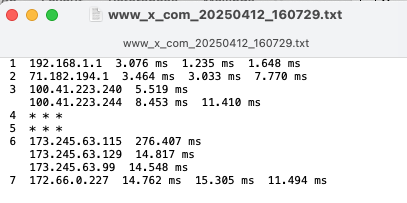 www_x_com_20250412_160729.txt
www_x_com_20250412_160729.txt
1 192.168.1.1 3.076 ms 1.235 ms 1.648 ms
2 71.182.194.1 3.464 ms 3.033 ms 7.770 ms
3 100.41.223.240 5.519 ms
100.41.223.244 8.453 ms 11.410 ms
4 * * *
5 * * *
6 173.245.63.115 276.407 ms
173.245.63.129 14.817 ms
173.245.63.99 14.548 ms
7 172.66.0.227 14.762 ms 15.305 ms 11.494 ms